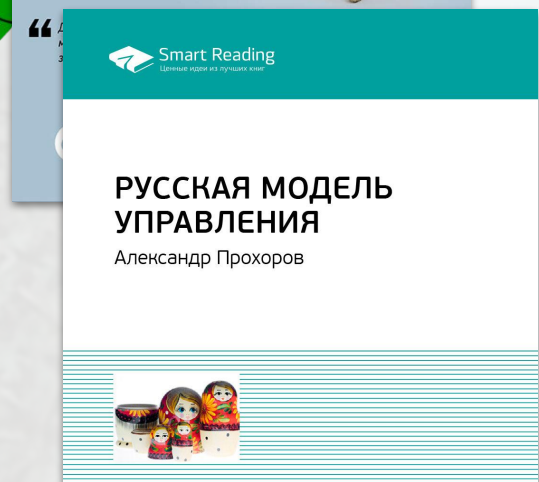 “
Smart Reading
Ценные идеи из лучших книг
РУССКАЯ МОДЕЛЬ
УПРАВЛЕНИЯ
Александр Прохоров